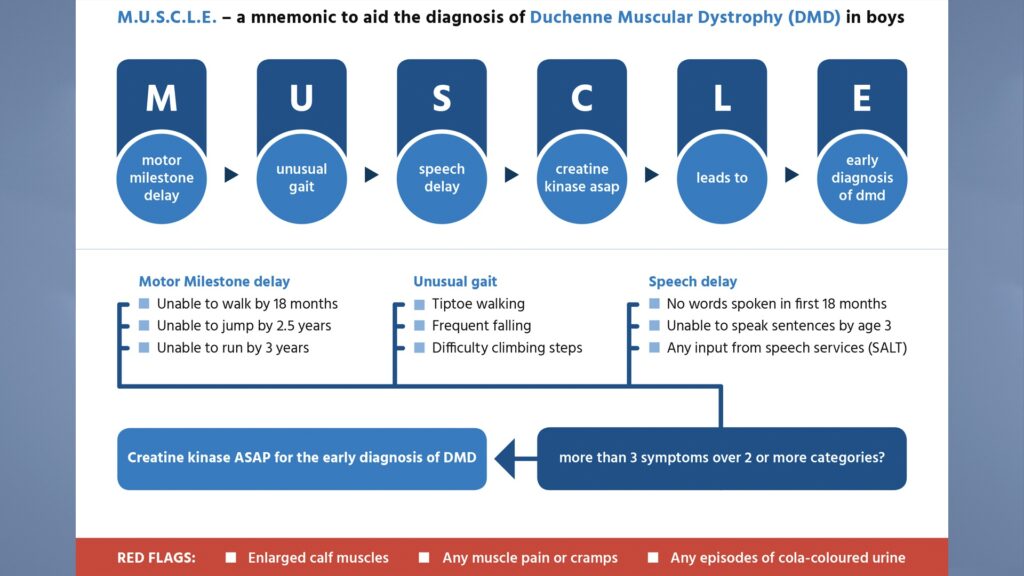 M.U.S.C.L.E. – a mnemonic to aid the diagnosis of Duchenne Muscular Dystrophy (DMD) in boys
M
motor
milestone
delay
U
unusual
gait
S
speech
delay
C
creatine
kinase asap
L
leads to
E
early
diagnosis
of dmd
Motor Milestone delay
Unable to walk by 18 months
Unable to jump by 2.5 years
Unable to run by 3 years
Unusual gait
Tiptoe walking
Frequent falling
Difficulty climbing steps
Speech delay
No words spoken in first 18 months
Unable to speak sentences by age 3
Any input from speech services (SALT)
Creatine kinase ASAP for the early diagnosis of DMD
more than 3 symptoms over 2 or more categories?
RED FLAGS: Enlarged calf muscles Any muscle pain or cramps Any episodes of cola-coloured urine